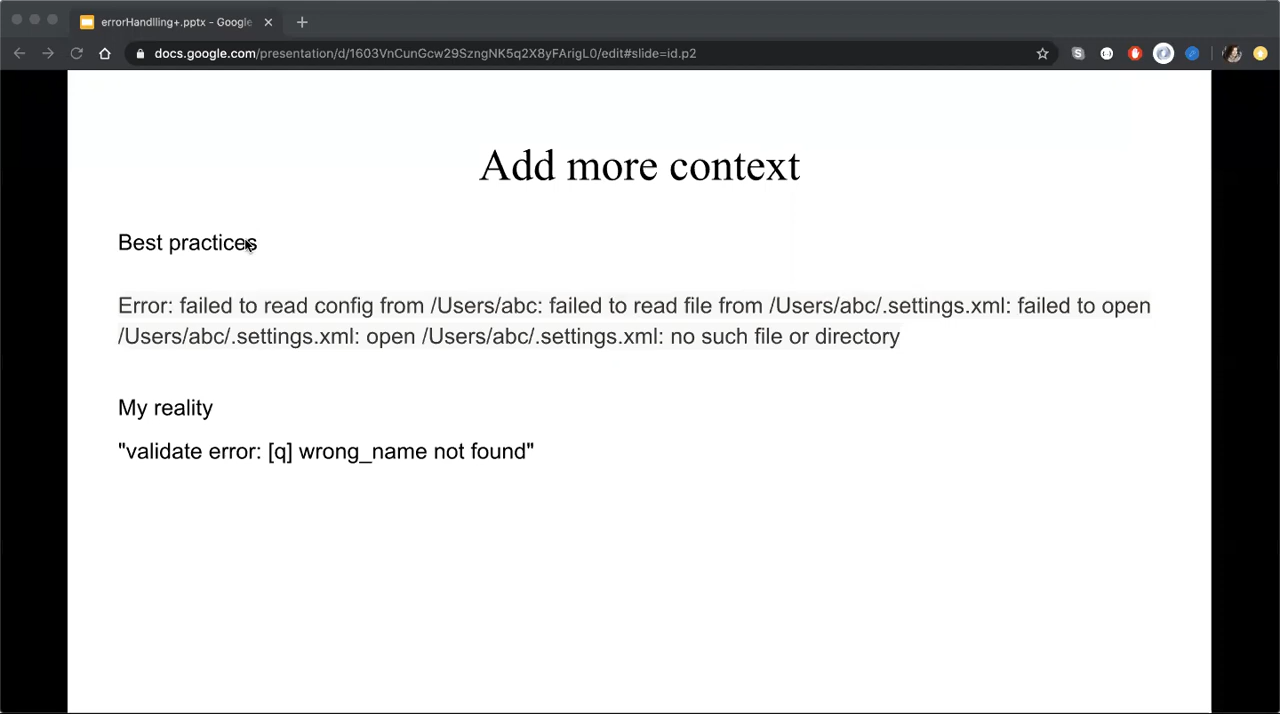 errorHandlling+.pptx - Google
docs.google.com/presentation/d/1603VnCunGcw29SzngNK5q2X8yFArigL0/edit#slide=id.p2
Add more context
Best practices
Error: failed to read config from /Users/abc: failed to read file from /Users/abc/.settings.xml: failed to open
/Users/abc/.settings.xml: open /Users/abc/.settings.xml: no such file or directory
My reality
"validate error: [q] wrong_name not found"